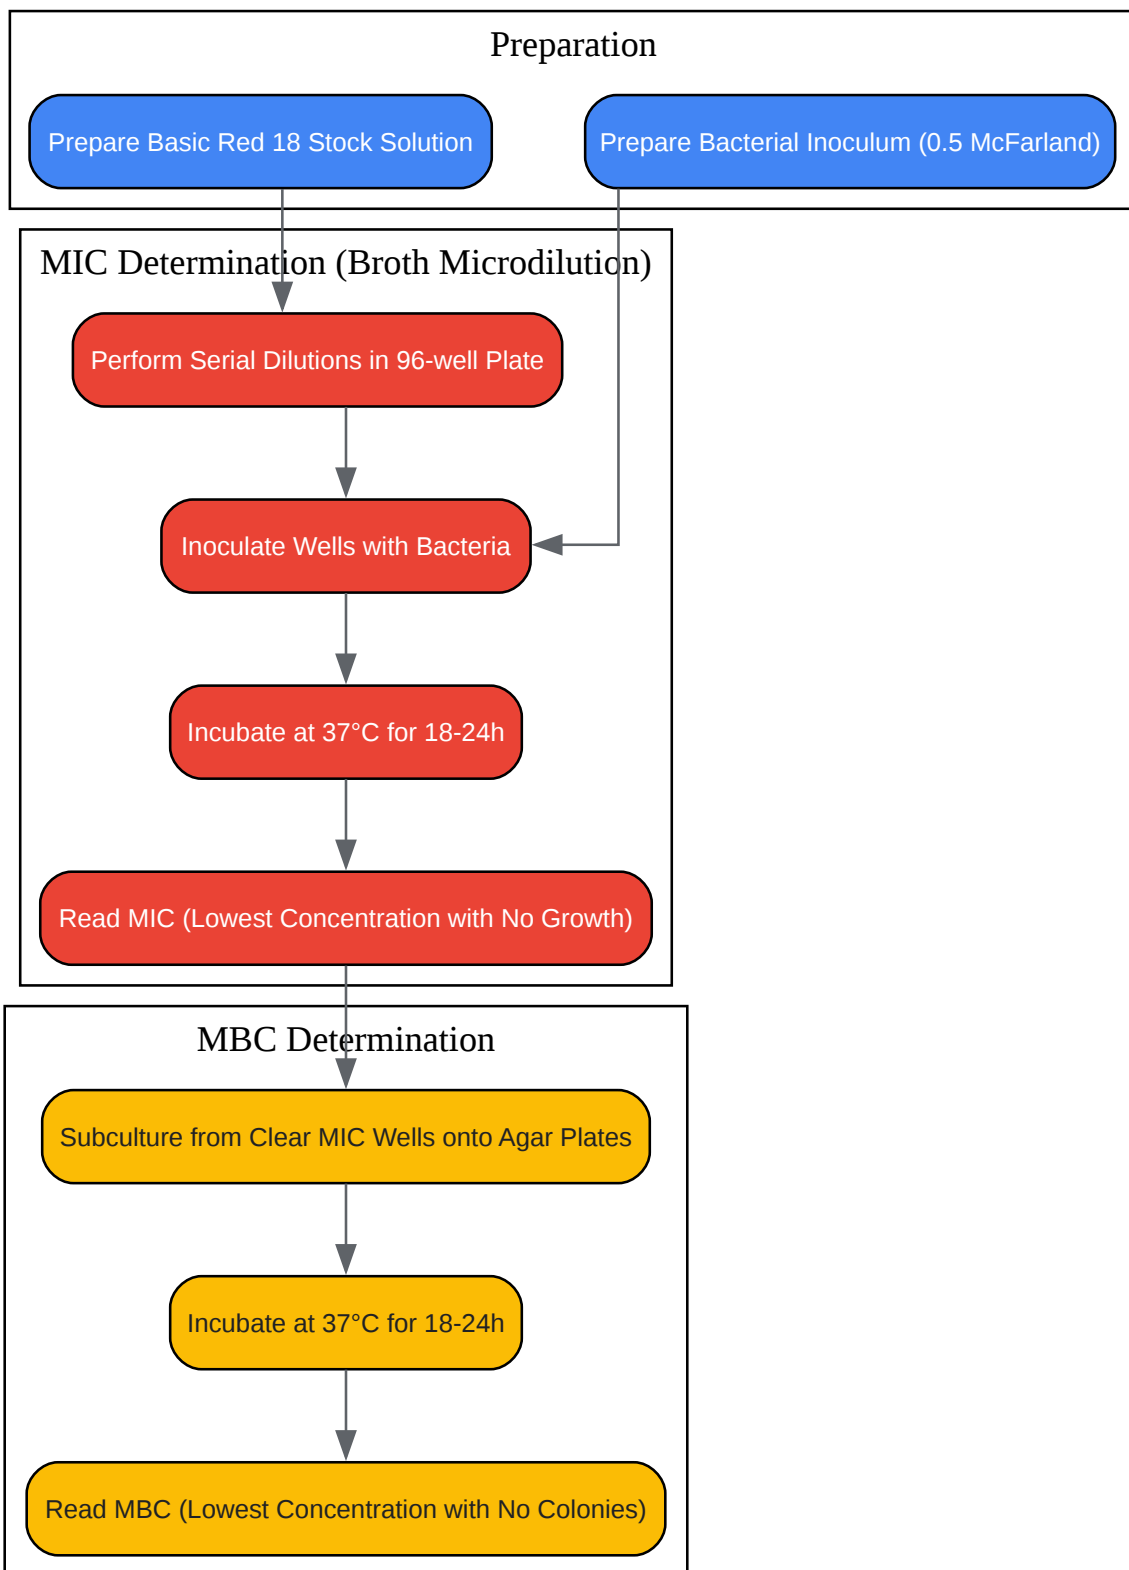 Preparation
Prepare Basic Red 18 Stock Solution
Prepare Bacterial Inoculum (0.5 McFarland)
MIC Determination (Broth Microdilution)
Perform Serial Dilutions in 96-well Plate
Inoculate Wells with Bacteria
Incubate at 37°C for 18-24h
Read MIC (Lowest Concentration with No Growth)
MBC Determination
Subculture from Clear MIC Wells onto Agar Plates
Incubate at 37°C for 18-24h
Read MBC (Lowest Concentration with No Colonies)